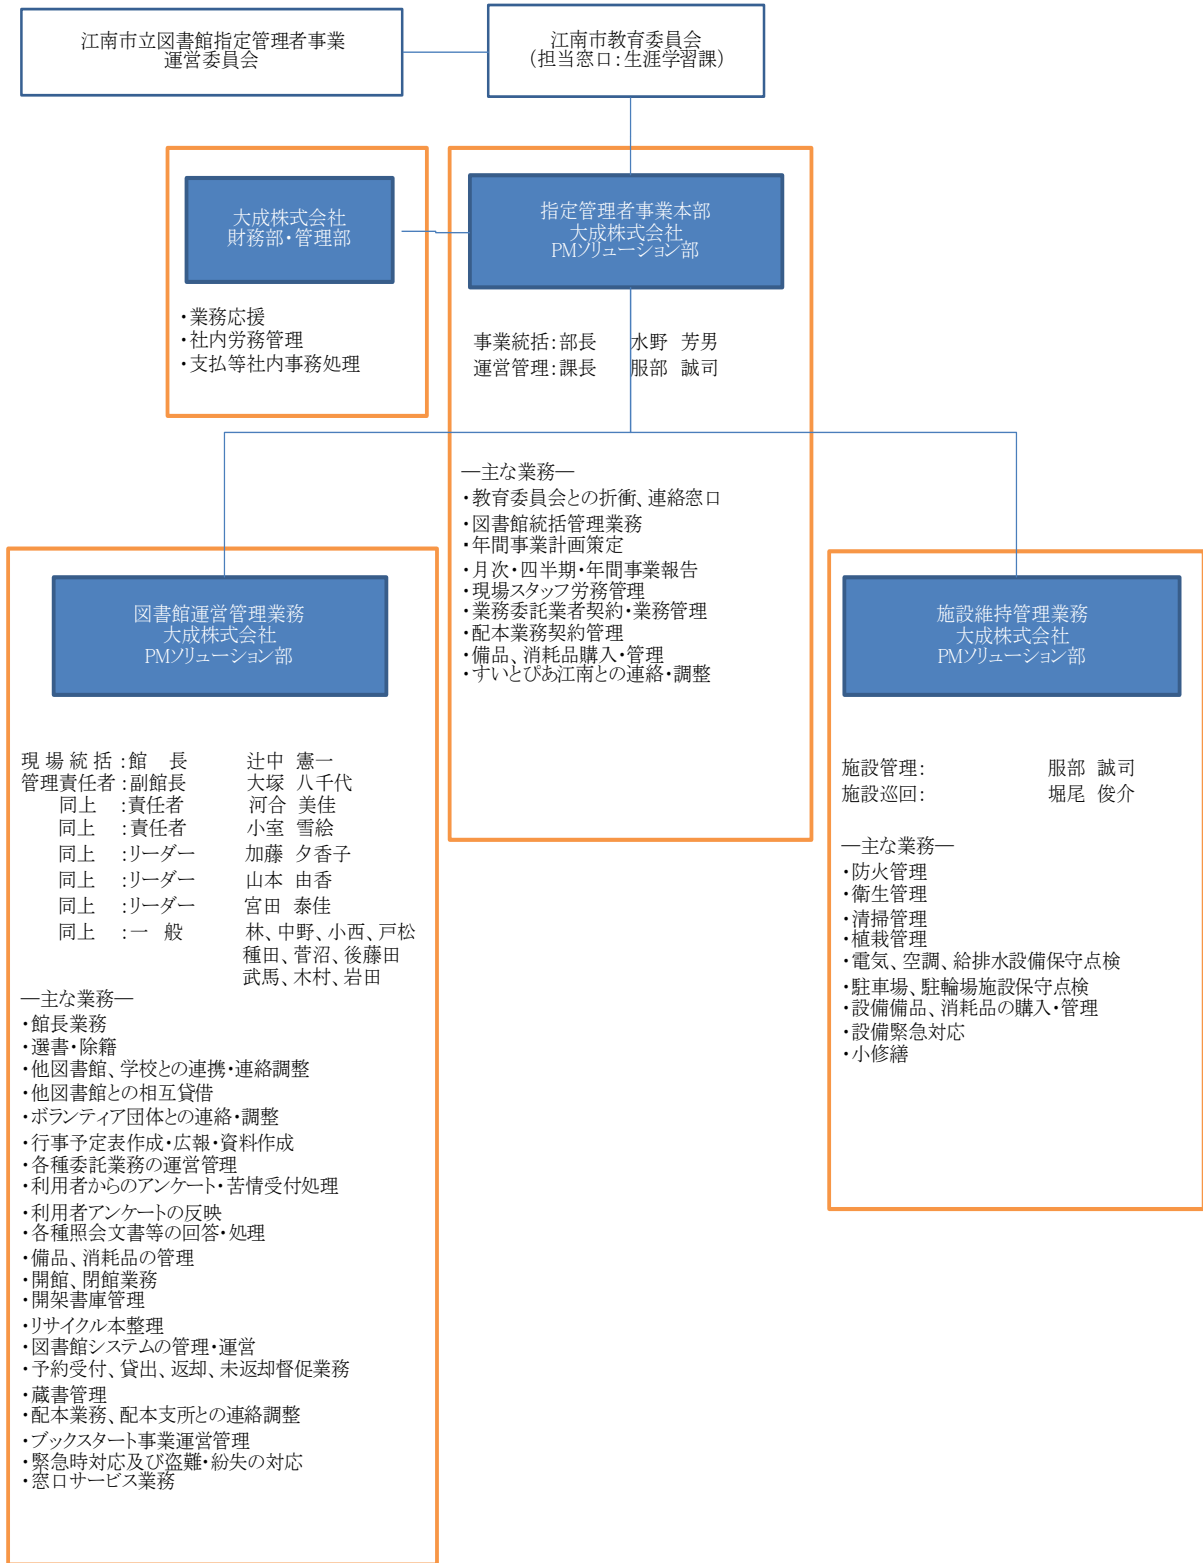 江南市立図書館指定管理者事業
運営委員会
江南市教育委員会
(担当窓口:生涯学習課)
大成株式会社
財務部・管理部
・業務応援
・社内労務管理
・支払等社内事務処理
指定管理者事業本部
大成株式会社
PMソリューション部
事業統括:部長 水野 芳男
運営管理:課長 服部 誠司
―主な業務―
・教育委員会との折衝、連絡窓口
・図書館統括管理業務
・年間事業計画策定
・月次・四半期・年間事業報告
・現場スタッフ労務管理
・業務委託業者契約・業務管理
・配本業務契約管理
・備品、消耗品購入・管理
・すいとぴあ江南との連絡・調整
図書館運営管理業務
大成株式会社
PMソリューション部
現場統括:館 長 辻中 憲一
管理責任者:副館長 大塚 八千代
同上 :責任者 河合 美佳
同上 :責任者 小室 雪絵
同上 :リーダー 加藤 夕香子
同上 :リーダー 山本 由香
同上 :リーダー 宮田 泰佳
同上 :一 般 林、中野、小西、戸松
種田、菅沼、後藤田
武馬、木村、岩田
―主な業務―
・館長業務
・選書・除籍
・他図書館、学校との連携・連絡調整
・他図書館との相互貸借
・ボランティア団体との連絡・調整
・行事予定表作成・広報・資料作成
・各種委託業務の運営管理
・利用者からのアンケート・苦情受付処理
・利用者アンケートの反映
・各種照会文書等の回答・処理
・備品、消耗品の管理
・開館、閉館業務
・開架書庫管理
・リサイクル本整理
・図書館システムの管理・運営
・予約受付、貸出、返却、未返却督促業務
・蔵書管理
・配本業務、配本支所との連絡調整
・ブックスタート事業運営管理
・緊急時対応及び盗難・紛失の対応
・窓口サービス業務
施設維持管理業務
大成株式会社
PMソリューション部
施設管理: 服部 誠司
施設巡回: 堀尾 俊介
―主な業務―
・防火管理
・衛生管理
・清掃管理
・植栽管理
・電気、空調、給排水設備保守点検
・駐車場、駐輪場施設保守点検
・設備備品、消耗品の購入・管理
・設備緊急対応
・小修繕